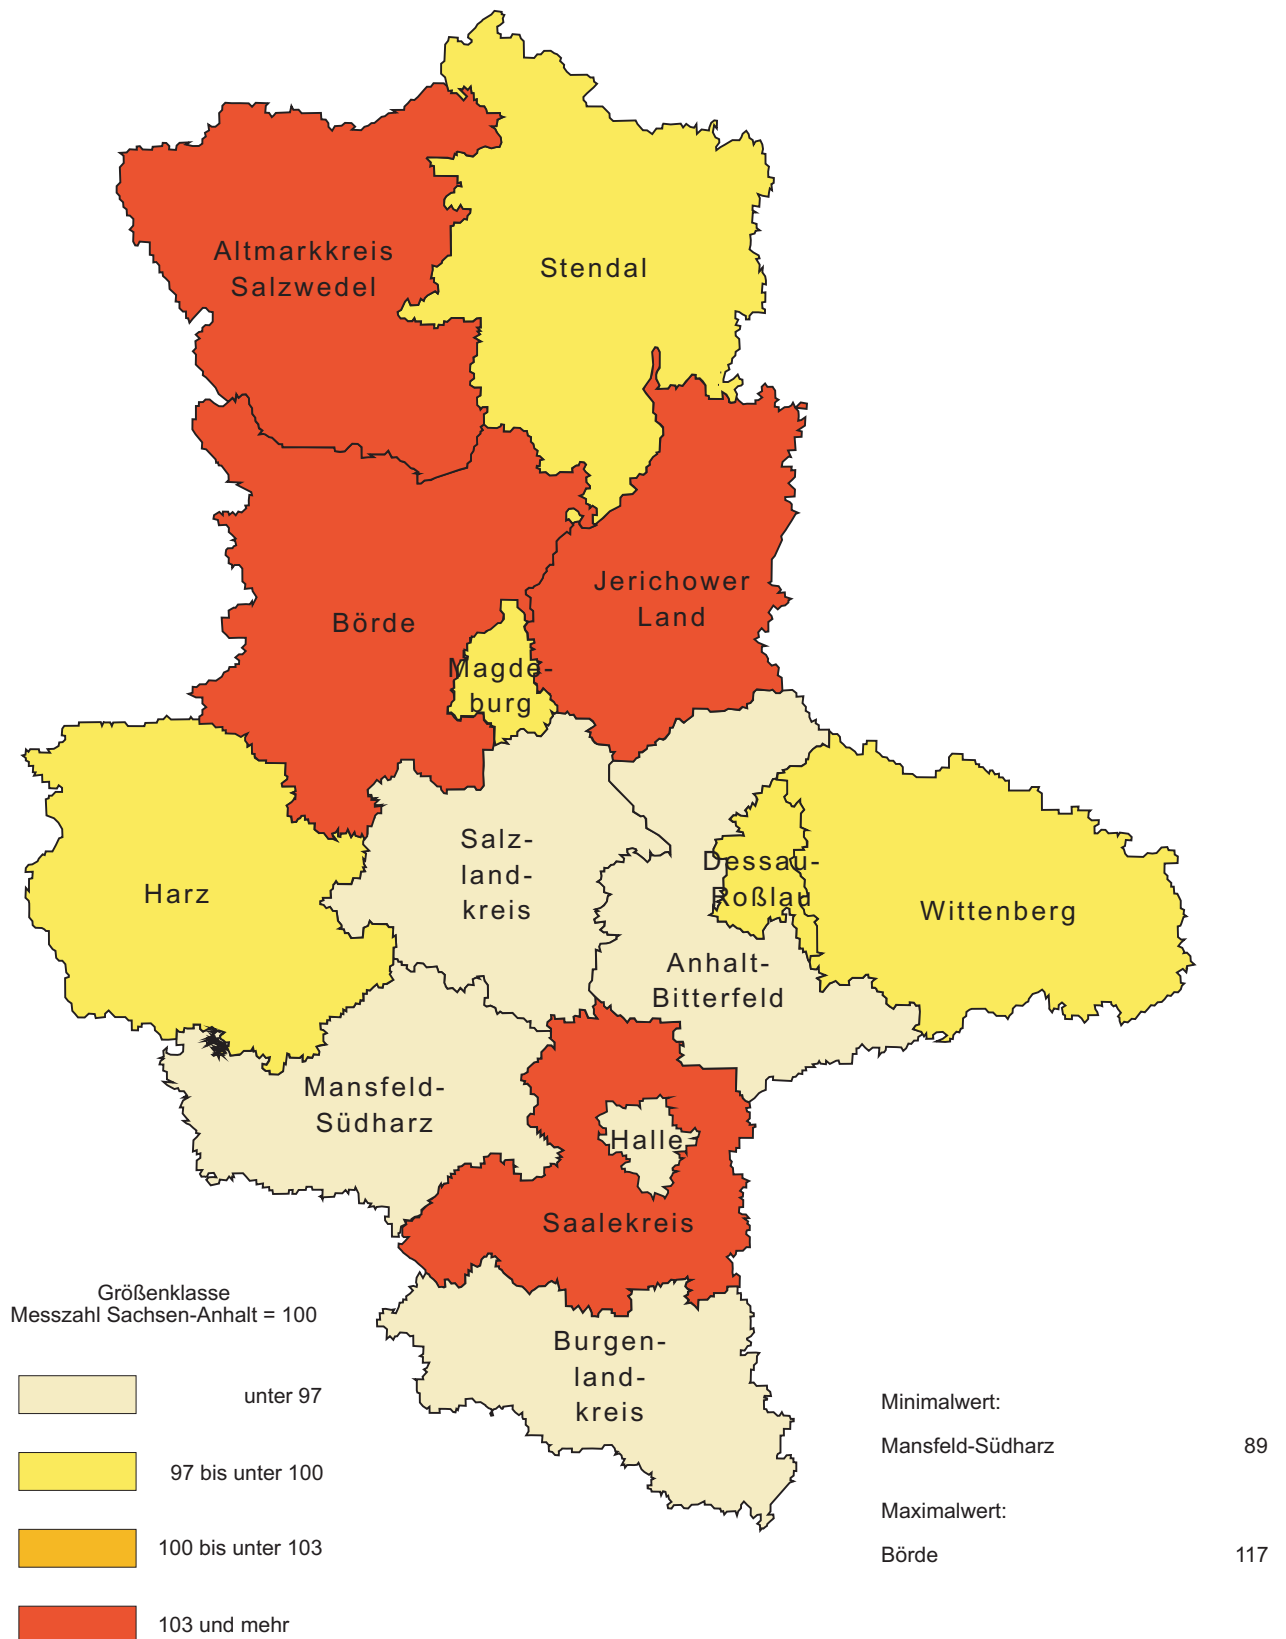 Altmarkkreis
Salzwedel
Stendal
Jerichower
Land
Börde
Magde-
burg
Salz-
land-
kreis
Dessau-
Roßlau
Harz
Wittenberg
Anhalt-
Bitterfeld
Mansfeld-
Südharz
Halle
Saalekreis
Burgen-
land-
kreis
Größenklasse
Messzahl Sachsen-Anhalt = 100
unter 97
97 bis unter 100
100 bis unter 103
103 und mehr
Minimalwert:
Mansfeld-Südharz 89
Maximalwert:
Börde 117